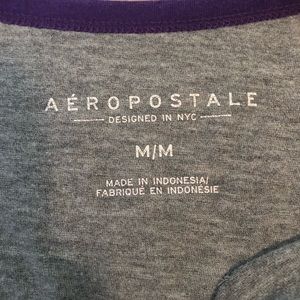 AÉROPOSTALE
DESIGNED IN NYC
M/M
MADE IN INDONESIA/
FABRIQUÉ EN INDONÉSIE